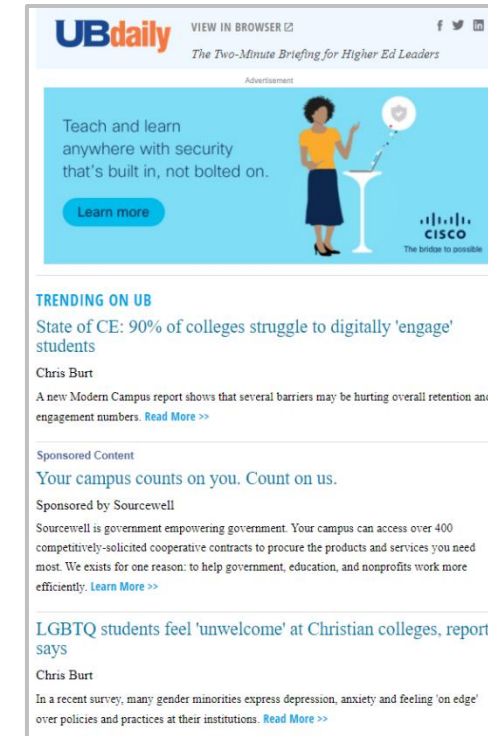 UBdaily
VIEW IN BROWSER
The Two-Minute Briefing for Higher Ed Leaders
Advertisement
Teach and learn
anywhere with security
that's built in, not bolted on.
Learn more
CISCO
The bridge to possible
TRENDING ON UB
State of CE: 90% of colleges struggle to digitally 'engage'
students
Chris Burt
A new Modern Campus report shows that several barriers may be hurting overall retention and
engagement numbers. Read More >>
Sponsored Content
Your campus counts on you. Count on us.
Sponsored by Sourcewell
Sourcewell is government empowering government. Your campus can access over 400
competitively-solicited cooperative contracts to procure the products and services you need
most. We exists for one reason: to help government, education, and nonprofits work more
efficiently. Learn More >>
LGBTQ students feel 'unwelcome' at Christian colleges, report
says
Chris Burt
In a recent survey, many gender minorities express depression, anxiety and feeling 'on edge'
over policies and practices at their institutions. Read More >>